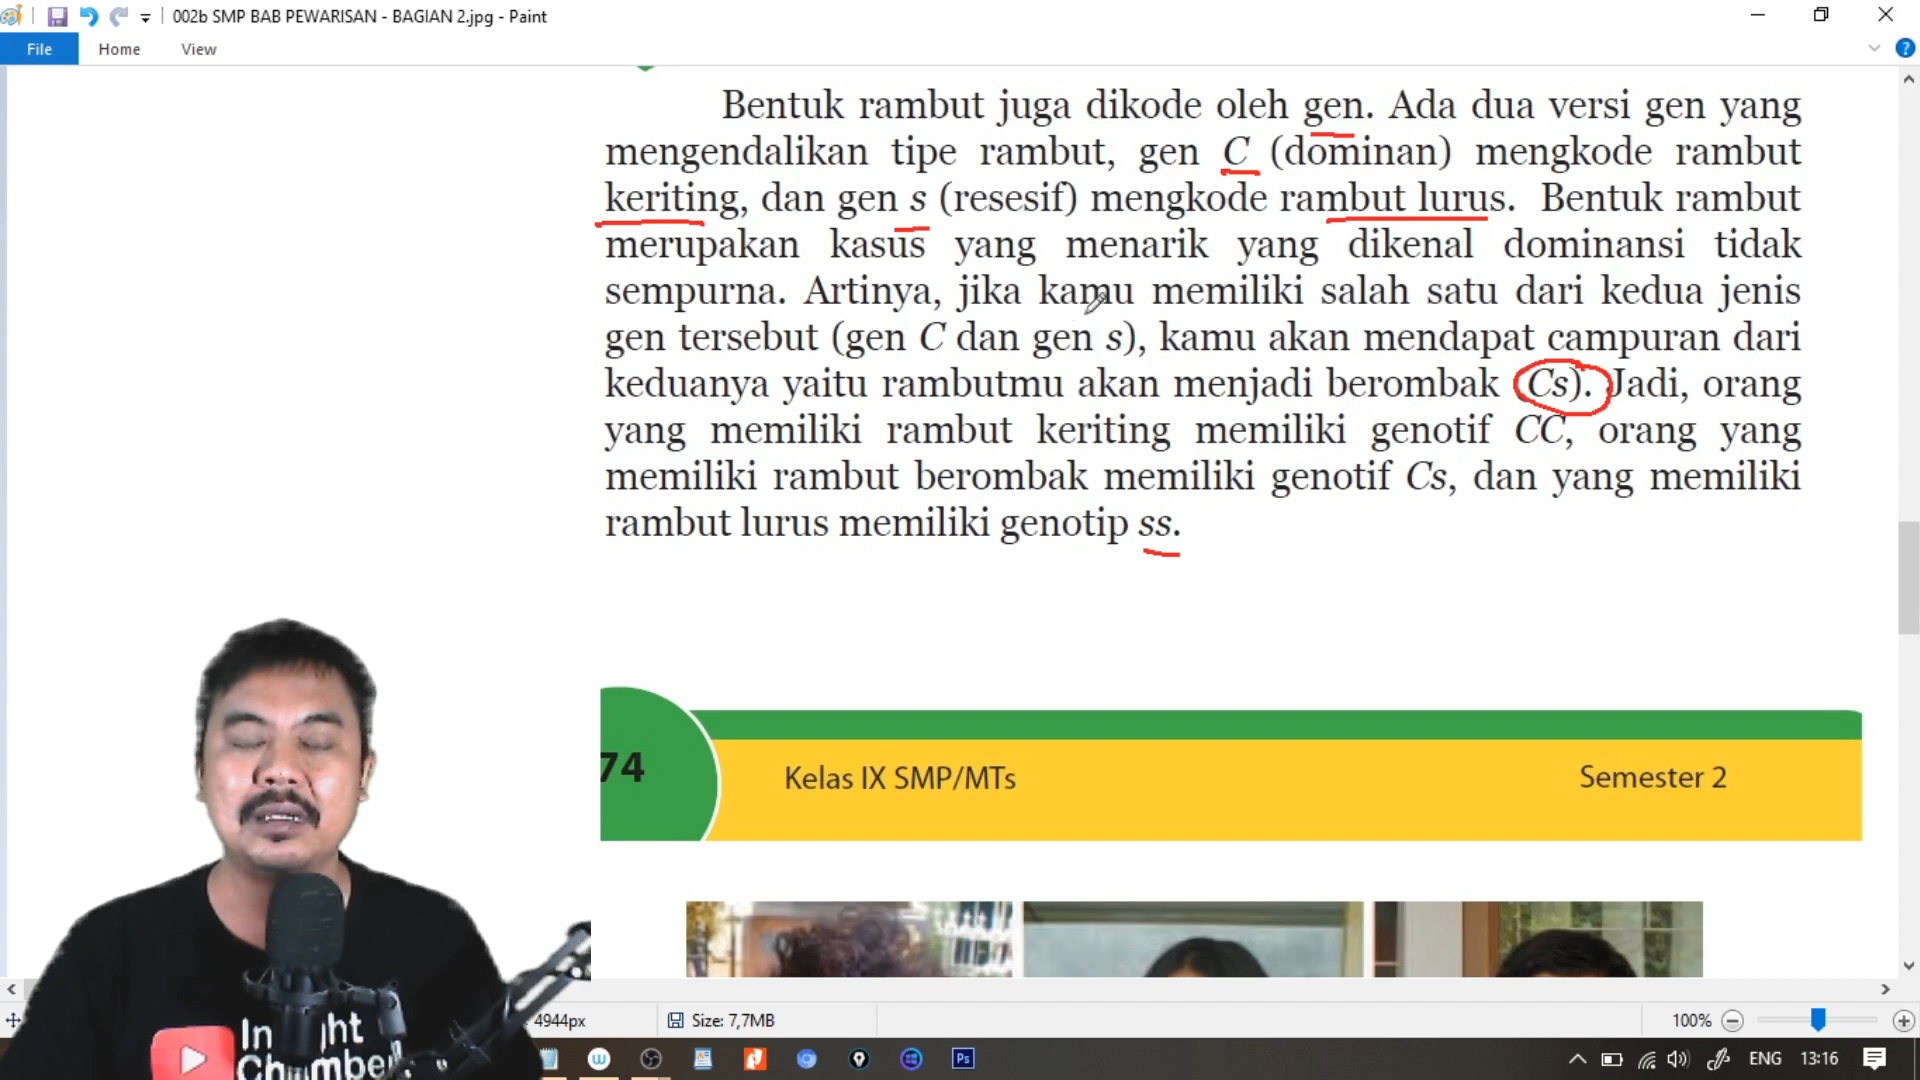 002b SMP BAB PEWARISAN - BAGIAN 2.jpg - Paint
File Home View
Bentuk rambut juga dikode oleh gen. Ada dua versi gen yang
mengendalikan tipe rambut, gen C (dominan) mengkode rambut
keriting, dan gen s (resesif) mengkode rambut lurus. Bentuk rambut
merupakan kasus yang menarik yang dikenal dominansi tidak
sempurna. Artinya, jika kamu memiliki salah satu dari kedua jenis
gen tersebut (gen C dan gen s), kamu akan mendapat campuran dari
keduanya yaitu rambutmu akan menjadi berombak (Cs). Jadi, orang
yang memiliki rambut keriting memiliki genotif CC, orang yang
memiliki rambut berombak memiliki genotif Cs, dan yang memiliki
rambut lurus memiliki genotip ss.
74 Kelas IX SMP/MTs Semester 2
4944px Size: 7,7MB 100%
ENG 13:16
Ps